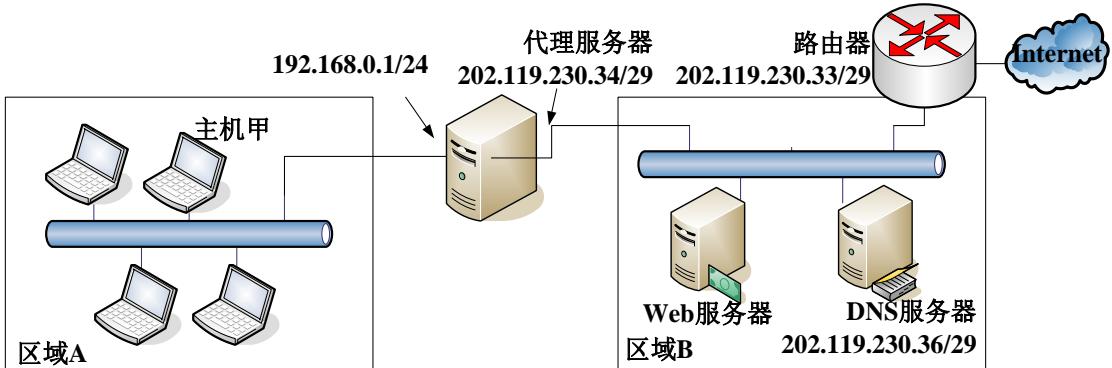 代理服务器
路由器
192.168.0.1/24
202.119.230.34/29
202.119.230.33/29
Internet
主机甲
Web服务器
DNS服务器
区域A
区域B
202.119.230.36/29